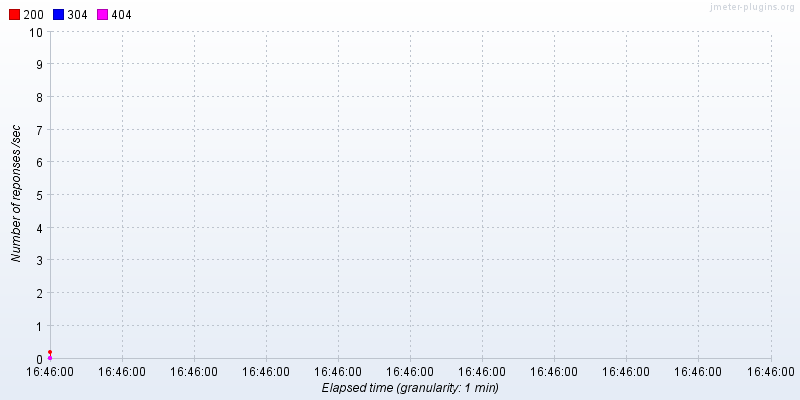 200 304 404
jmeter-plugins.org
10
9
8
7
6
5
4
3
2
1
0
Number of reponses /sec
16:46:00 16:46:00 16:46:00 16:46:00 16:46:00 16:46:00 16:46:00 16:46:00 16:46:00 16:46:00 16:46:00
Elapsed time (granularity: 1 min)